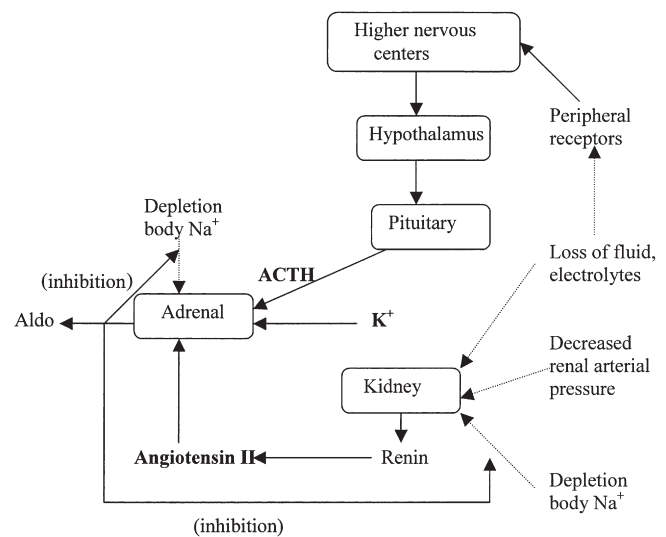 Higher nervous
centers
Peripheral
receptors
Hypothalamus
Depletion
body Na⁺
Pituitary
Loss of fluid,
electrolytes
ACTH
(inhibition)
Adrenal
Aldo
K⁺
Decreased
renal arterial
pressure
Kidney
Angiotensin II
Renin
Depletion
body Na⁺
(inhibition)